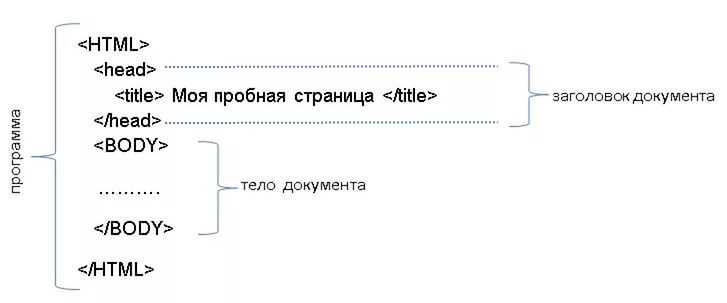 <HTML>
<head>
<title> Моя пробная страница </title>
заголовок документа
</head>
<BODY>
программа
..........
тело документа
</BODY>
</HTML>